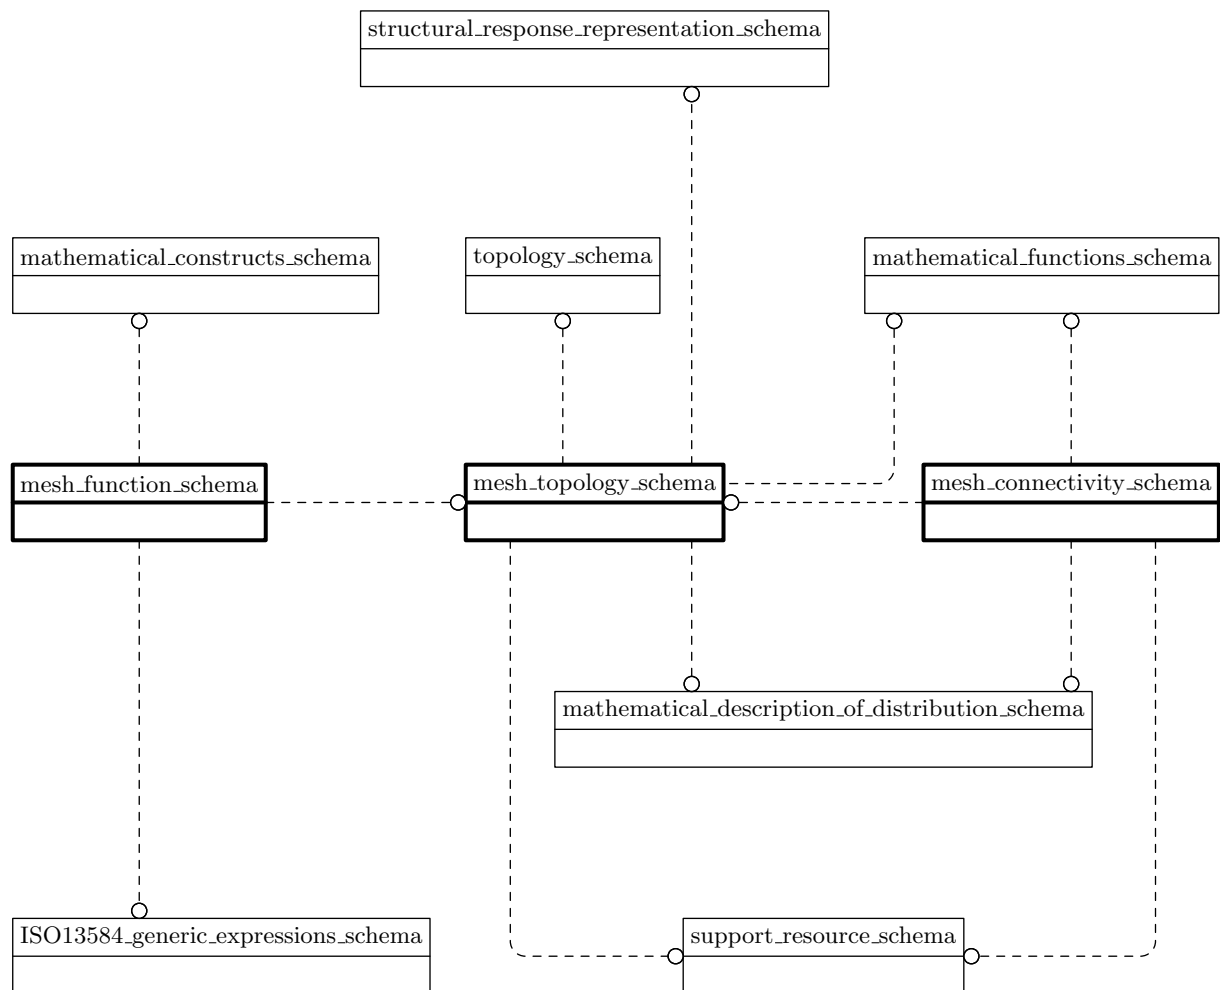 structural_response_representation_schema
mathematical_constructs_schema
topology_schema
mathematical_functions_schema
mesh_function_schema
mesh_topology_schema
mesh_connectivity_schema
mathematical_description_of_distribution_schema
ISO13584_generic_expressions_schema
support_resource_schema